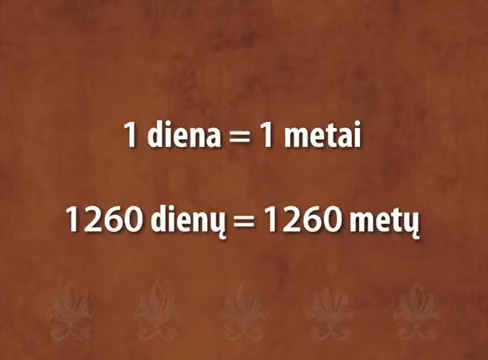 1 diena = 1 metai
1260 dienų = 1260 metų